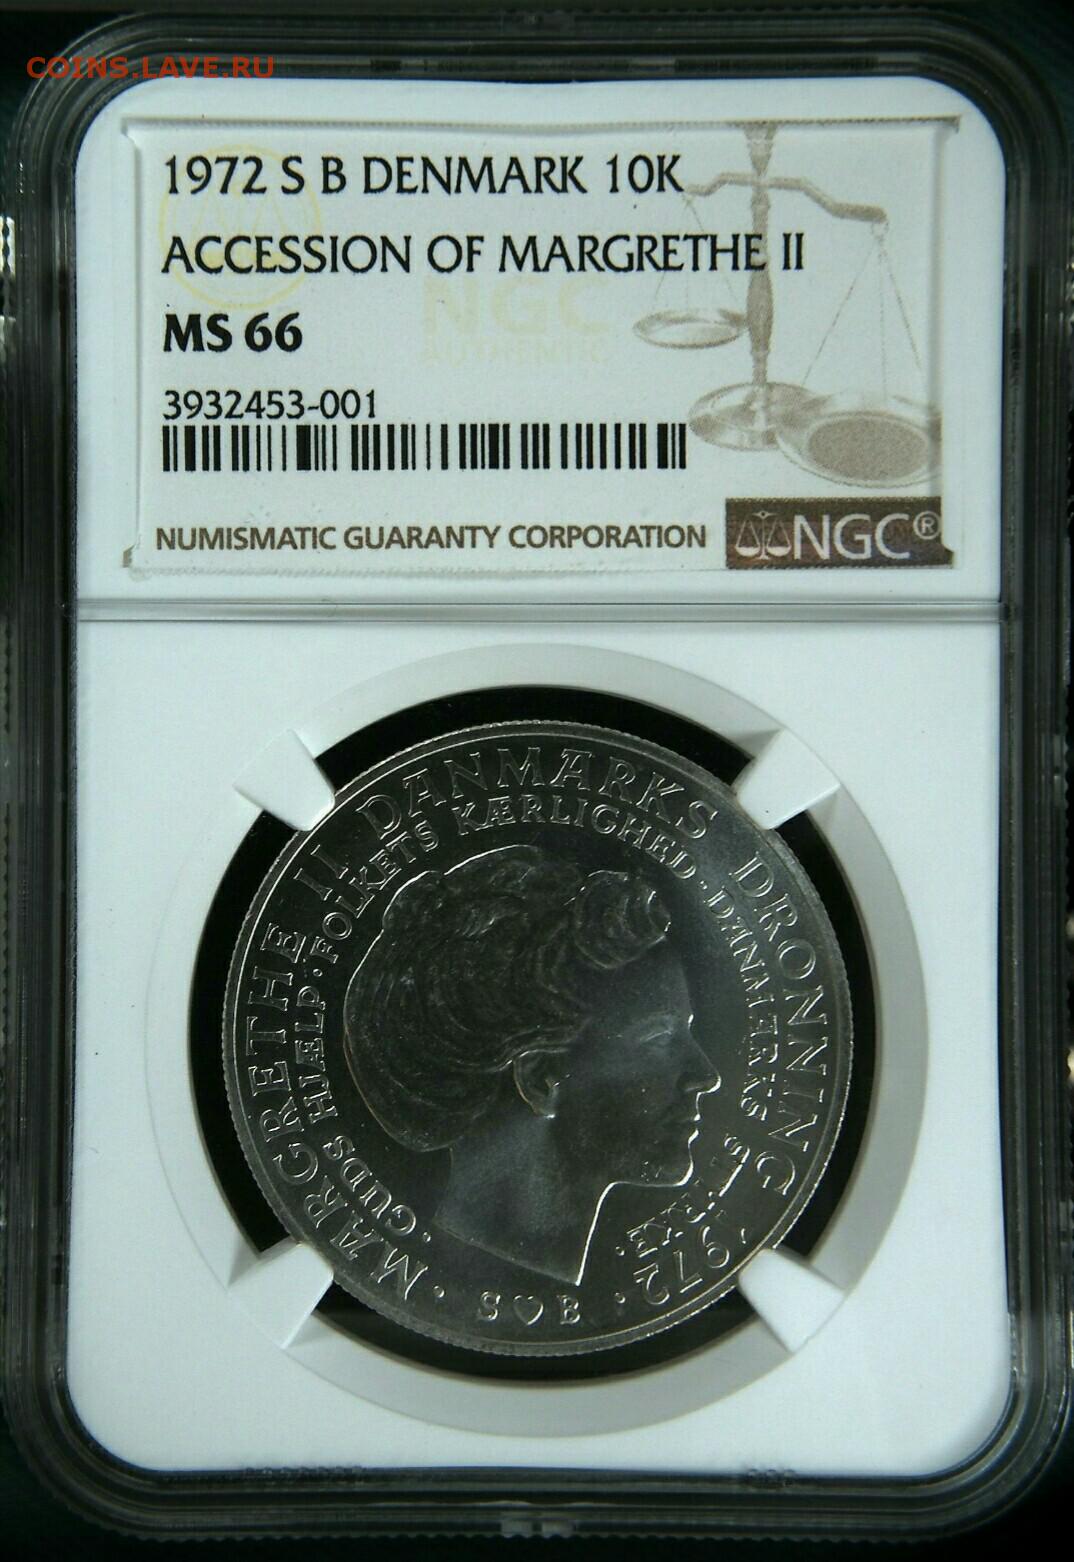 COINS.LAVE.RU
1972 S B DENMARK 10K
ACCESSION OF MARGRETHE II
NGC
AUTHENTIC
MS 66
3932453-001
NUMISMATIC GUARANTY CORPORATION
NGC®
· MARGRETHE II DANMARKS DRONNING 1972 ·
· GUDS HJÆLP · FOLKETS KÆRLIGHED · DANMARKS STYRKE ·
S ♡ B